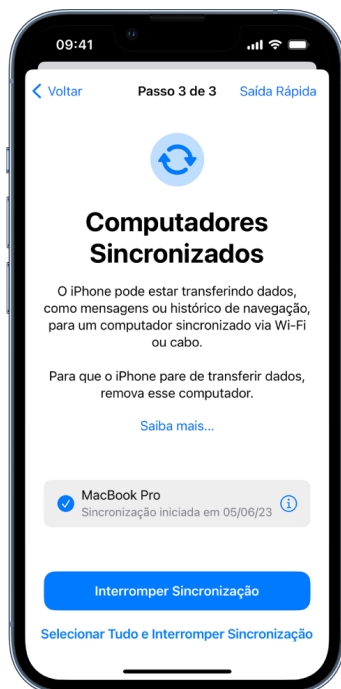 09:41
Voltar Passo 3 de 3 Saída Rápida
Computadores
Sincronizados
O iPhone pode estar transferindo dados,
como mensagens ou histórico de navegação,
para um computador sincronizado via Wi-Fi
ou cabo.
Para que o iPhone pare de transferir dados,
remova esse computador.
Saiba mais...
MacBook Pro
Sincronização iniciada em 05/06/23
Interromper Sincronização
Selecionar Tudo e Interromper Sincronização